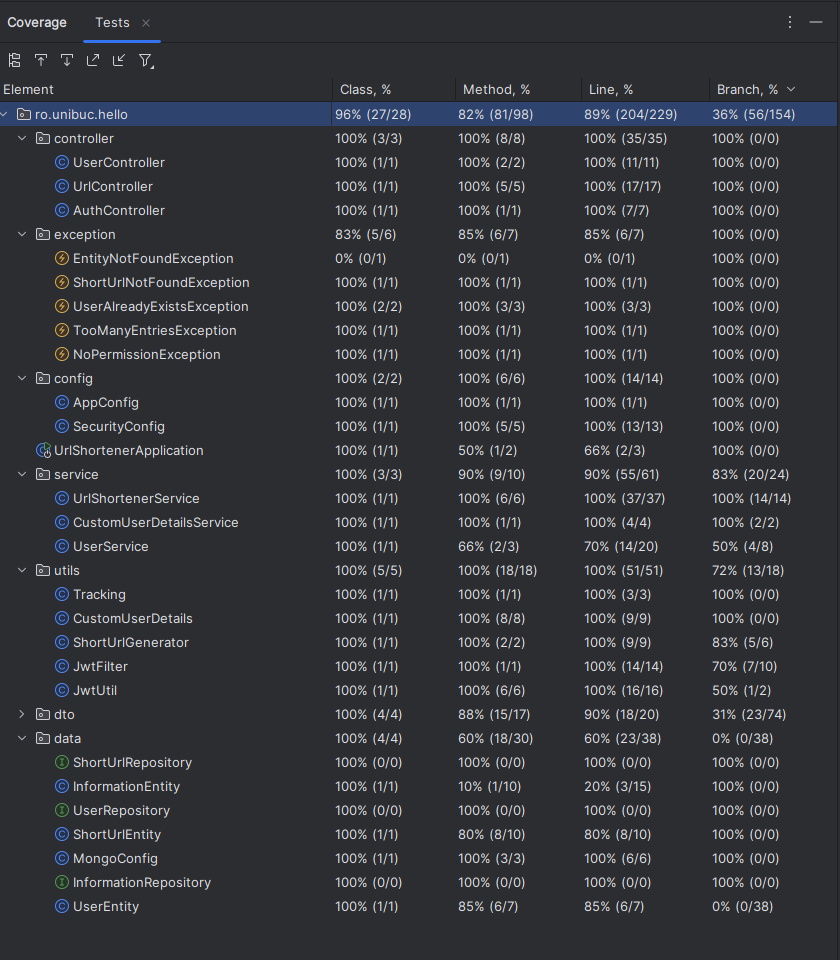 Coverage Tests
Element Class, % Method, % Line, % Branch, %
ro.unibuc.hello 96% (27/28) 82% (81/98) 89% (204/229) 36% (56/154)
controller 100% (3/3) 100% (8/8) 100% (35/35) 100% (0/0)
UserController 100% (1/1) 100% (2/2) 100% (11/11) 100% (0/0)
UrlController 100% (1/1) 100% (5/5) 100% (17/17) 100% (0/0)
AuthController 100% (1/1) 100% (1/1) 100% (7/7) 100% (0/0)
exception 83% (5/6) 85% (6/7) 85% (6/7) 100% (0/0)
EntityNotFoundException 0% (0/1) 0% (0/1) 0% (0/1) 100% (0/0)
ShortUrlNotFoundException 100% (1/1) 100% (1/1) 100% (1/1) 100% (0/0)
UserAlreadyExistsException 100% (2/2) 100% (3/3) 100% (3/3) 100% (0/0)
TooManyEntriesException 100% (1/1) 100% (1/1) 100% (1/1) 100% (0/0)
NoPermissionException 100% (1/1) 100% (1/1) 100% (1/1) 100% (0/0)
config 100% (2/2) 100% (6/6) 100% (14/14) 100% (0/0)
AppConfig 100% (1/1) 100% (1/1) 100% (1/1) 100% (0/0)
SecurityConfig 100% (1/1) 100% (5/5) 100% (13/13) 100% (0/0)
UrlShortenerApplication 100% (1/1) 50% (1/2) 66% (2/3) 100% (0/0)
service 100% (3/3) 90% (9/10) 90% (55/61) 83% (20/24)
UrlShortenerService 100% (1/1) 100% (6/6) 100% (37/37) 100% (14/14)
CustomUserDetailsService 100% (1/1) 100% (1/1) 100% (4/4) 100% (2/2)
UserService 100% (1/1) 66% (2/3) 70% (14/20) 50% (4/8)
utils 100% (5/5) 100% (18/18) 100% (51/51) 72% (13/18)
Tracking 100% (1/1) 100% (1/1) 100% (3/3) 100% (0/0)
CustomUserDetails 100% (1/1) 100% (8/8) 100% (9/9) 100% (0/0)
ShortUrlGenerator 100% (1/1) 100% (2/2) 100% (9/9) 83% (5/6)
JwtFilter 100% (1/1) 100% (1/1) 100% (14/14) 70% (7/10)
JwtUtil 100% (1/1) 100% (6/6) 100% (16/16) 50% (1/2)
dto 100% (4/4) 88% (15/17) 90% (18/20) 31% (23/74)
data 100% (4/4) 60% (18/30) 60% (23/38) 0% (0/38)
ShortUrlRepository 100% (0/0) 100% (0/0) 100% (0/0) 100% (0/0)
InformationEntity 100% (1/1) 10% (1/10) 20% (3/15) 100% (0/0)
UserRepository 100% (0/0) 100% (0/0) 100% (0/0) 100% (0/0)
ShortUrlEntity 100% (1/1) 80% (8/10) 80% (8/10) 100% (0/0)
MongoConfig 100% (1/1) 100% (3/3) 100% (6/6) 100% (0/0)
InformationRepository 100% (0/0) 100% (0/0) 100% (0/0) 100% (0/0)
UserEntity 100% (1/1) 85% (6/7) 85% (6/7) 0% (0/38)